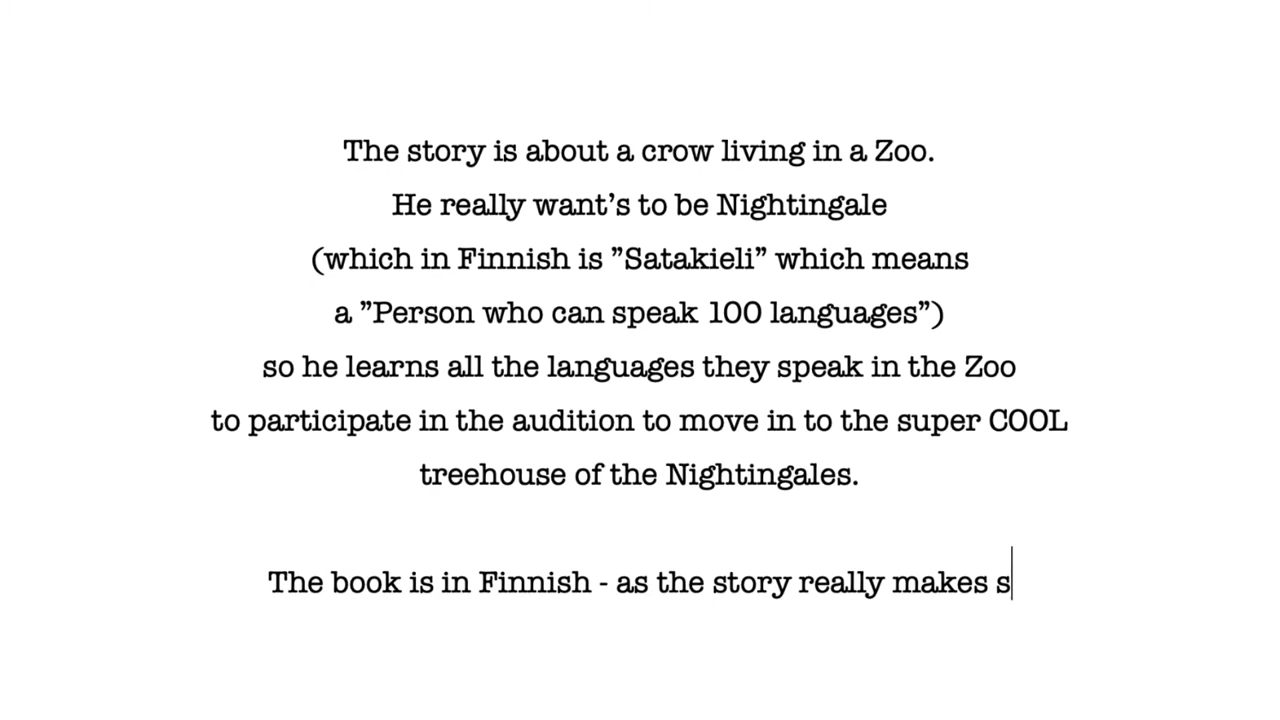 The story is about a crow living in a Zoo.
He really want’s to be Nightingale
(which in Finnish is ”Satakieli” which means
a ”Person who can speak 100 languages”)
so he learns all the languages they speak in the Zoo
to participate in the audition to move in to the super COOL
treehouse of the Nightingales.
The book is in Finnish - as the story really makes s